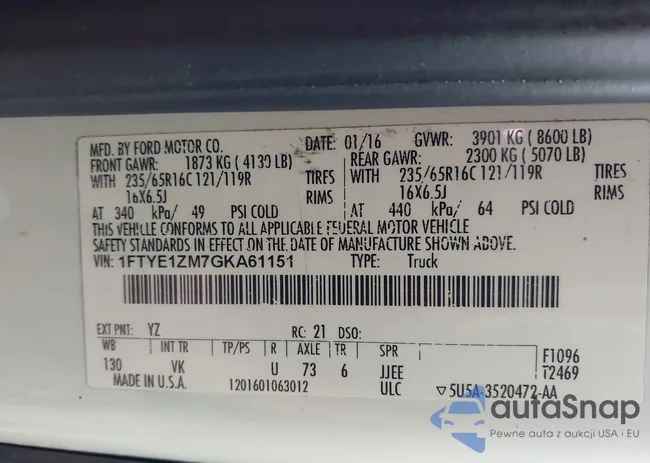 MFD. BY FORD MOTOR CO. DATE: 01/16 GVWR: 3901 KG ( 8600 LB)
FRONT GAWR: 1873 KG ( 4130 LB) REAR GAWR: 2300 KG ( 5070 LB)
WITH 235/65R16C 121/119R TIRES WITH 235/65R16C 121/119R TIRES
16X6.5J RIMS 16X6.5J RIMS
AT 340 kPa/ 49 PSI COLD AT 440 kPa/ 64 PSI COLD
THIS VEHICLE CONFORMS TO ALL APPLICABLE FEDERAL MOTOR VEHICLE
SAFETY STANDARDS IN EFFECT ON THE DATE OF MANUFACTURE SHOWN ABOVE.
VIN: 1FTYE1ZM7GKA61151 TYPE: Truck
EXT PNT: YZ RC: 21 DSO:
WB INT TR TP/PS R AXLE TR SPR F1096
130 VK U 73 6 JJEE T2469
MADE IN U.S.A. 1201601063012 ULC ▽5U5A-3520472-AA
autoSnap
Pewne auta z aukcji USA i EU